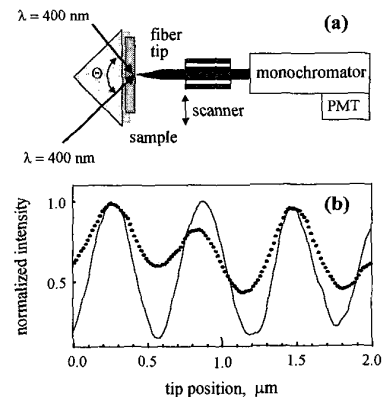 λ = 400 nm
(a)
fiber
tip
Θ
monochromator
PMT
scanner
sample
λ = 400 nm
(b)
normalized intensity
1.0
0.5
0.0 0.5 1.0 1.5 2.0
tip position, μm